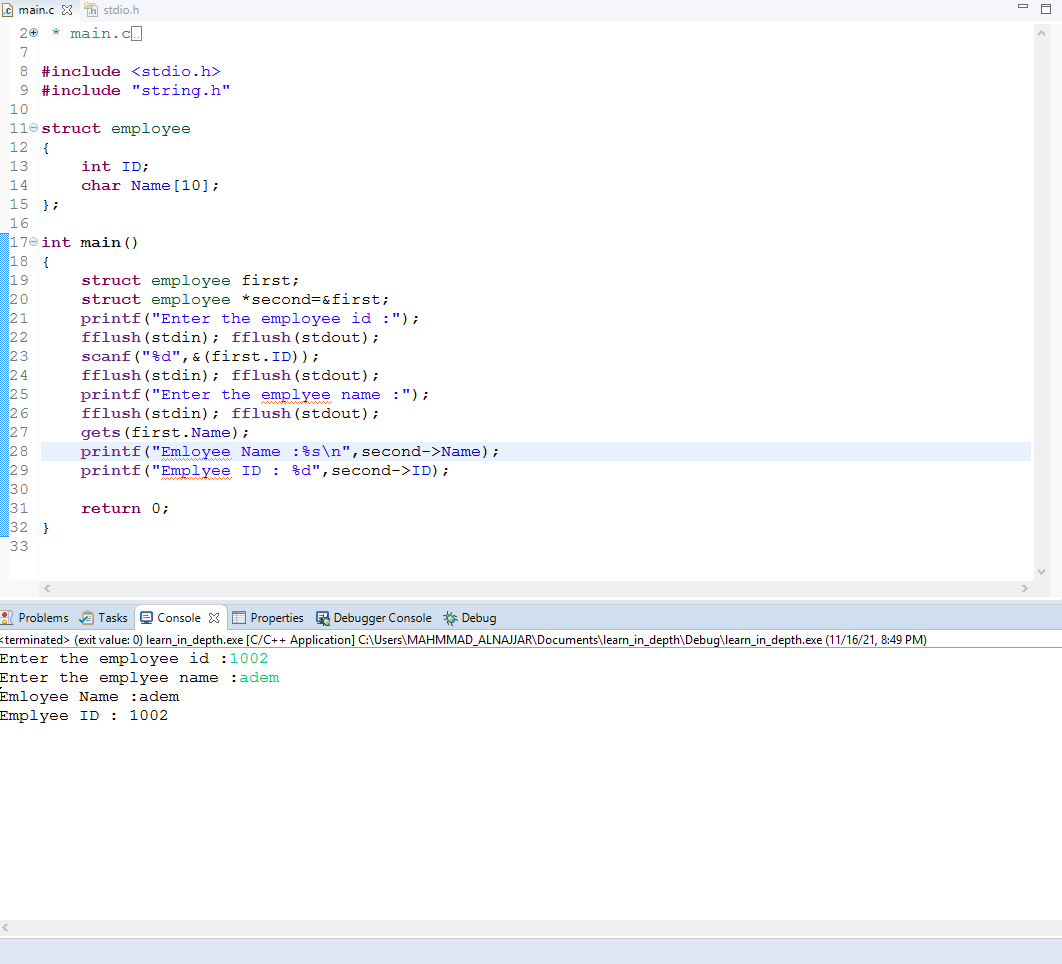 main.c stdio.h
2 * main.c
7
8 #include <stdio.h>
9 #include "string.h"
10
11 struct employee
12 {
13     int ID;
14     char Name[10];
15 };
16
17 int main()
18 {
19     struct employee first;
20     struct employee *second=&first;
21     printf("Enter the employee id :");
22     fflush(stdin); fflush(stdout);
23     scanf("%d",&(first.ID));
24     fflush(stdin); fflush(stdout);
25     printf("Enter the emplyee name :");
26     fflush(stdin); fflush(stdout);
27     gets(first.Name);
28     printf("Emloyee Name :%s\n",second->Name);
29     printf("Emplyee ID : %d",second->ID);
30
31     return 0;
32 }
33
Problems Tasks Console Properties Debugger Console Debug
<terminated> (exit value: 0) learn_in_depth.exe [C/C++ Application] C:\Users\MAHMMAD_ALNAJJAR\Documents\learn_in_depth\Debug\learn_in_depth.exe (11/16/21, 8:49 PM)
Enter the employee id :1002
Enter the emplyee name :adem
Emloyee Name :adem
Emplyee ID : 1002